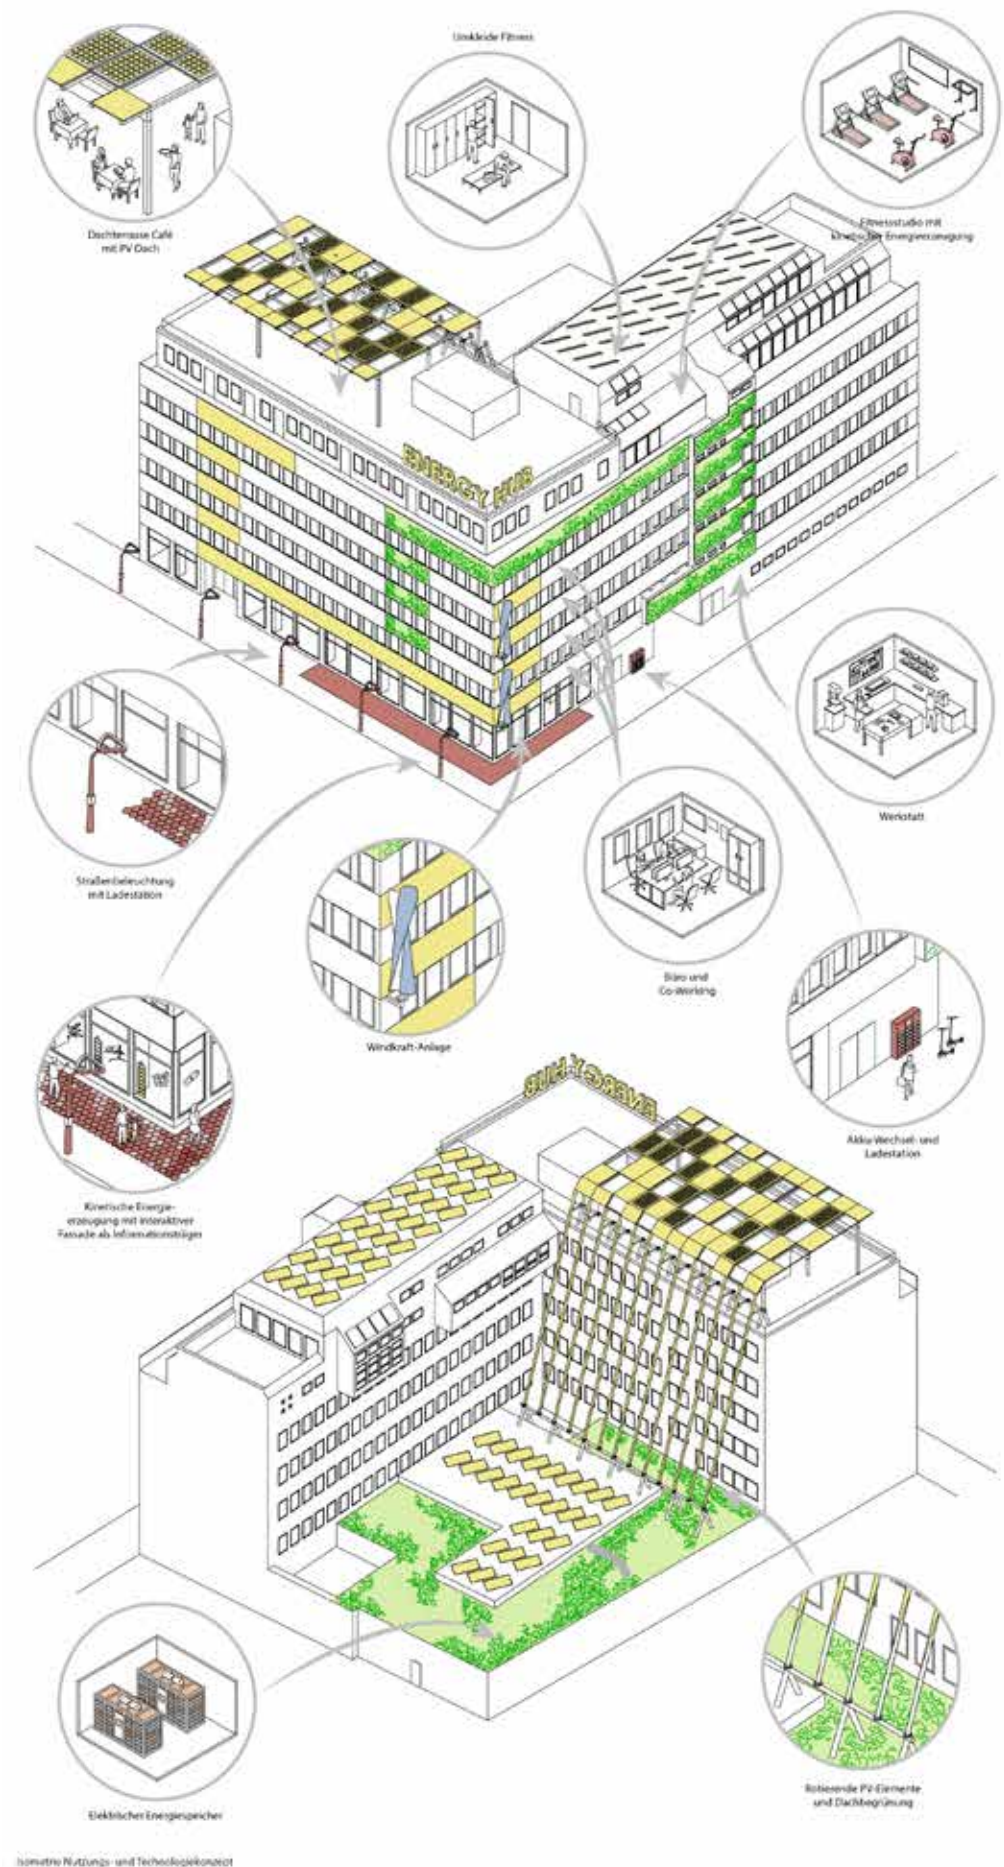 Umkleide Fitness
Dachterrasse Café
mit PV Dach
Fitnessstudio mit
kinetischer Energieerzeugung
ENERGY HUB
Straßenbeleuchtung
mit Ladestation
Werkstatt
Büro und
Co-Working
Windkraft-Anlage
Akku-Wechsel- und
Ladestation
Kinetische Energie-
erzeugung mit interaktiver
Fassade als Informationsträger
ENERGY HUB
Elektrischer Energiespeicher
Rotierende PV-Elemente
und Dachbegrünung
Isometrie Nutzungs- und Technologiekonzept